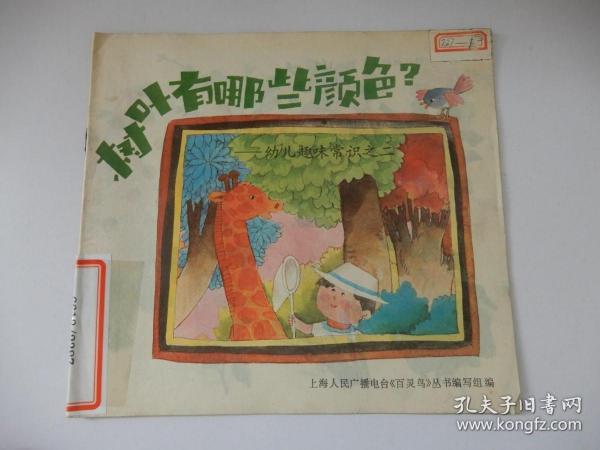 树叶有哪些颜色？
——幼儿趣味常识之二
上海人民广播电台《百灵鸟》丛书编写组编
孔夫子旧书网
www.kongfz.com